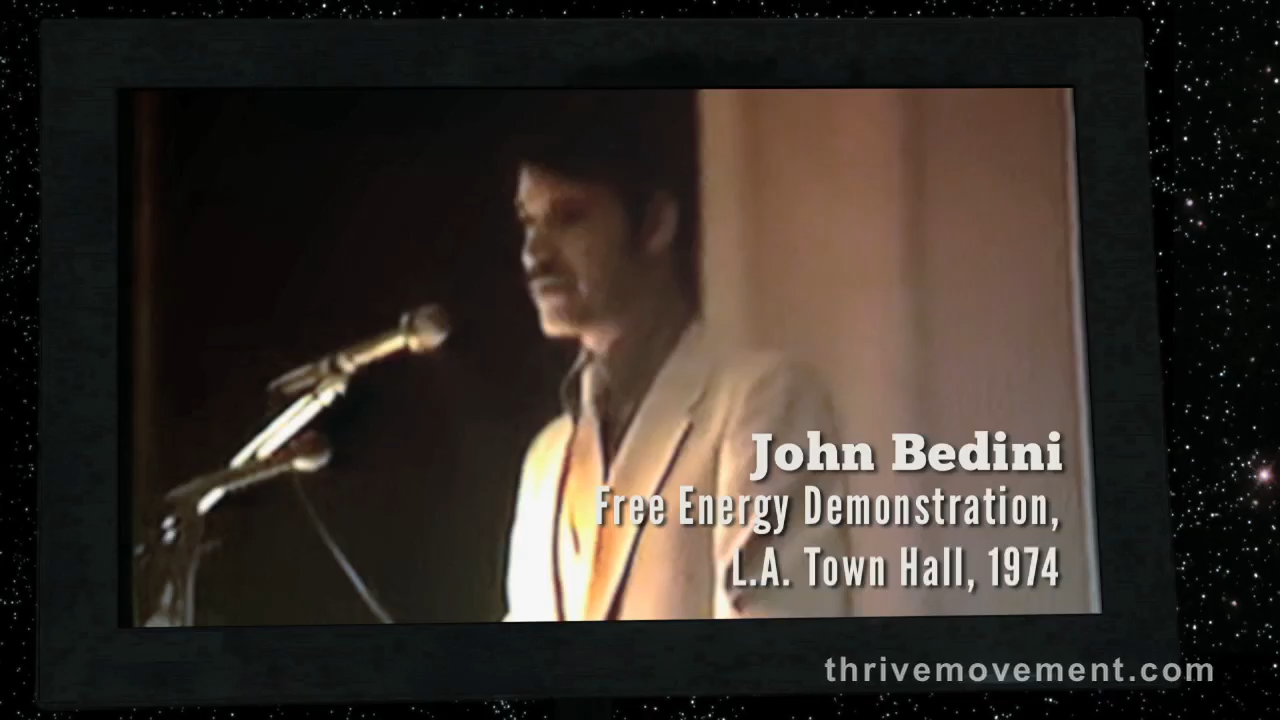 John Bedini
Free Energy Demonstration,
L.A. Town Hall, 1974
thrivemovement.com